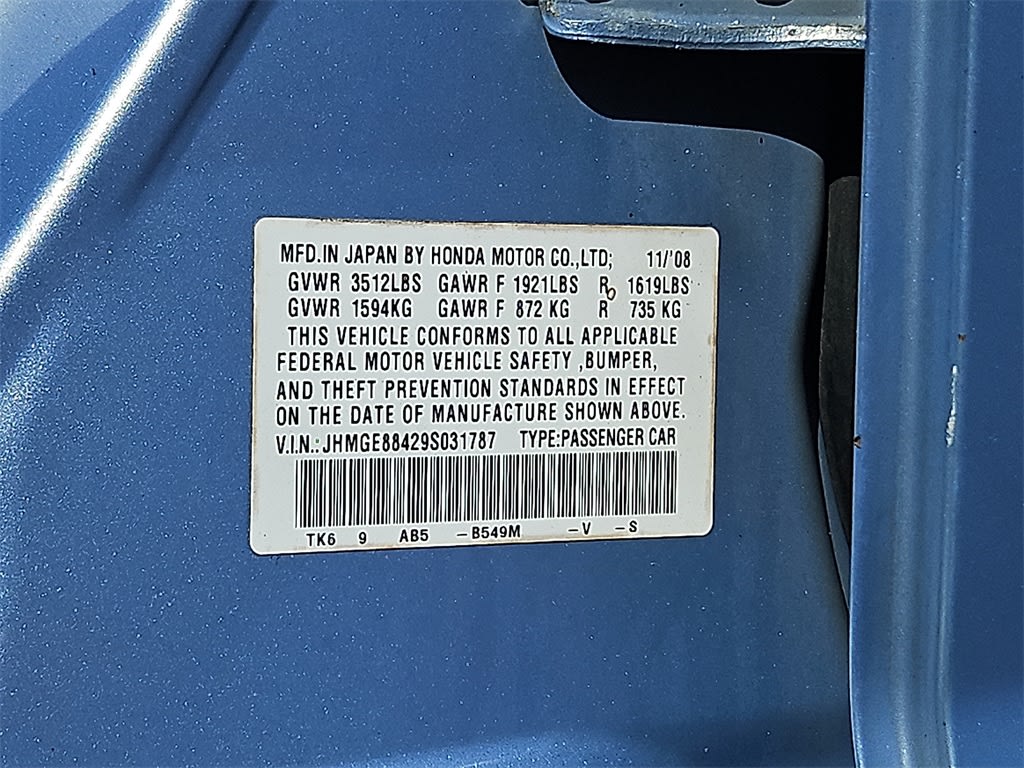 MFD.IN JAPAN BY HONDA MOTOR CO.,LTD; 11/'08
GVWR 3512LBS GAWR F 1921LBS R 1619LBS
GVWR 1594KG GAWR F 872 KG R 735 KG
THIS VEHICLE CONFORMS TO ALL APPLICABLE
FEDERAL MOTOR VEHICLE SAFETY ,BUMPER,
AND THEFT PREVENTION STANDARDS IN EFFECT
ON THE DATE OF MANUFACTURE SHOWN ABOVE.
V.I.N.: JHMGE88429S031787 TYPE:PASSENGER CAR
TK6 9 AB5 -B549M -V -S